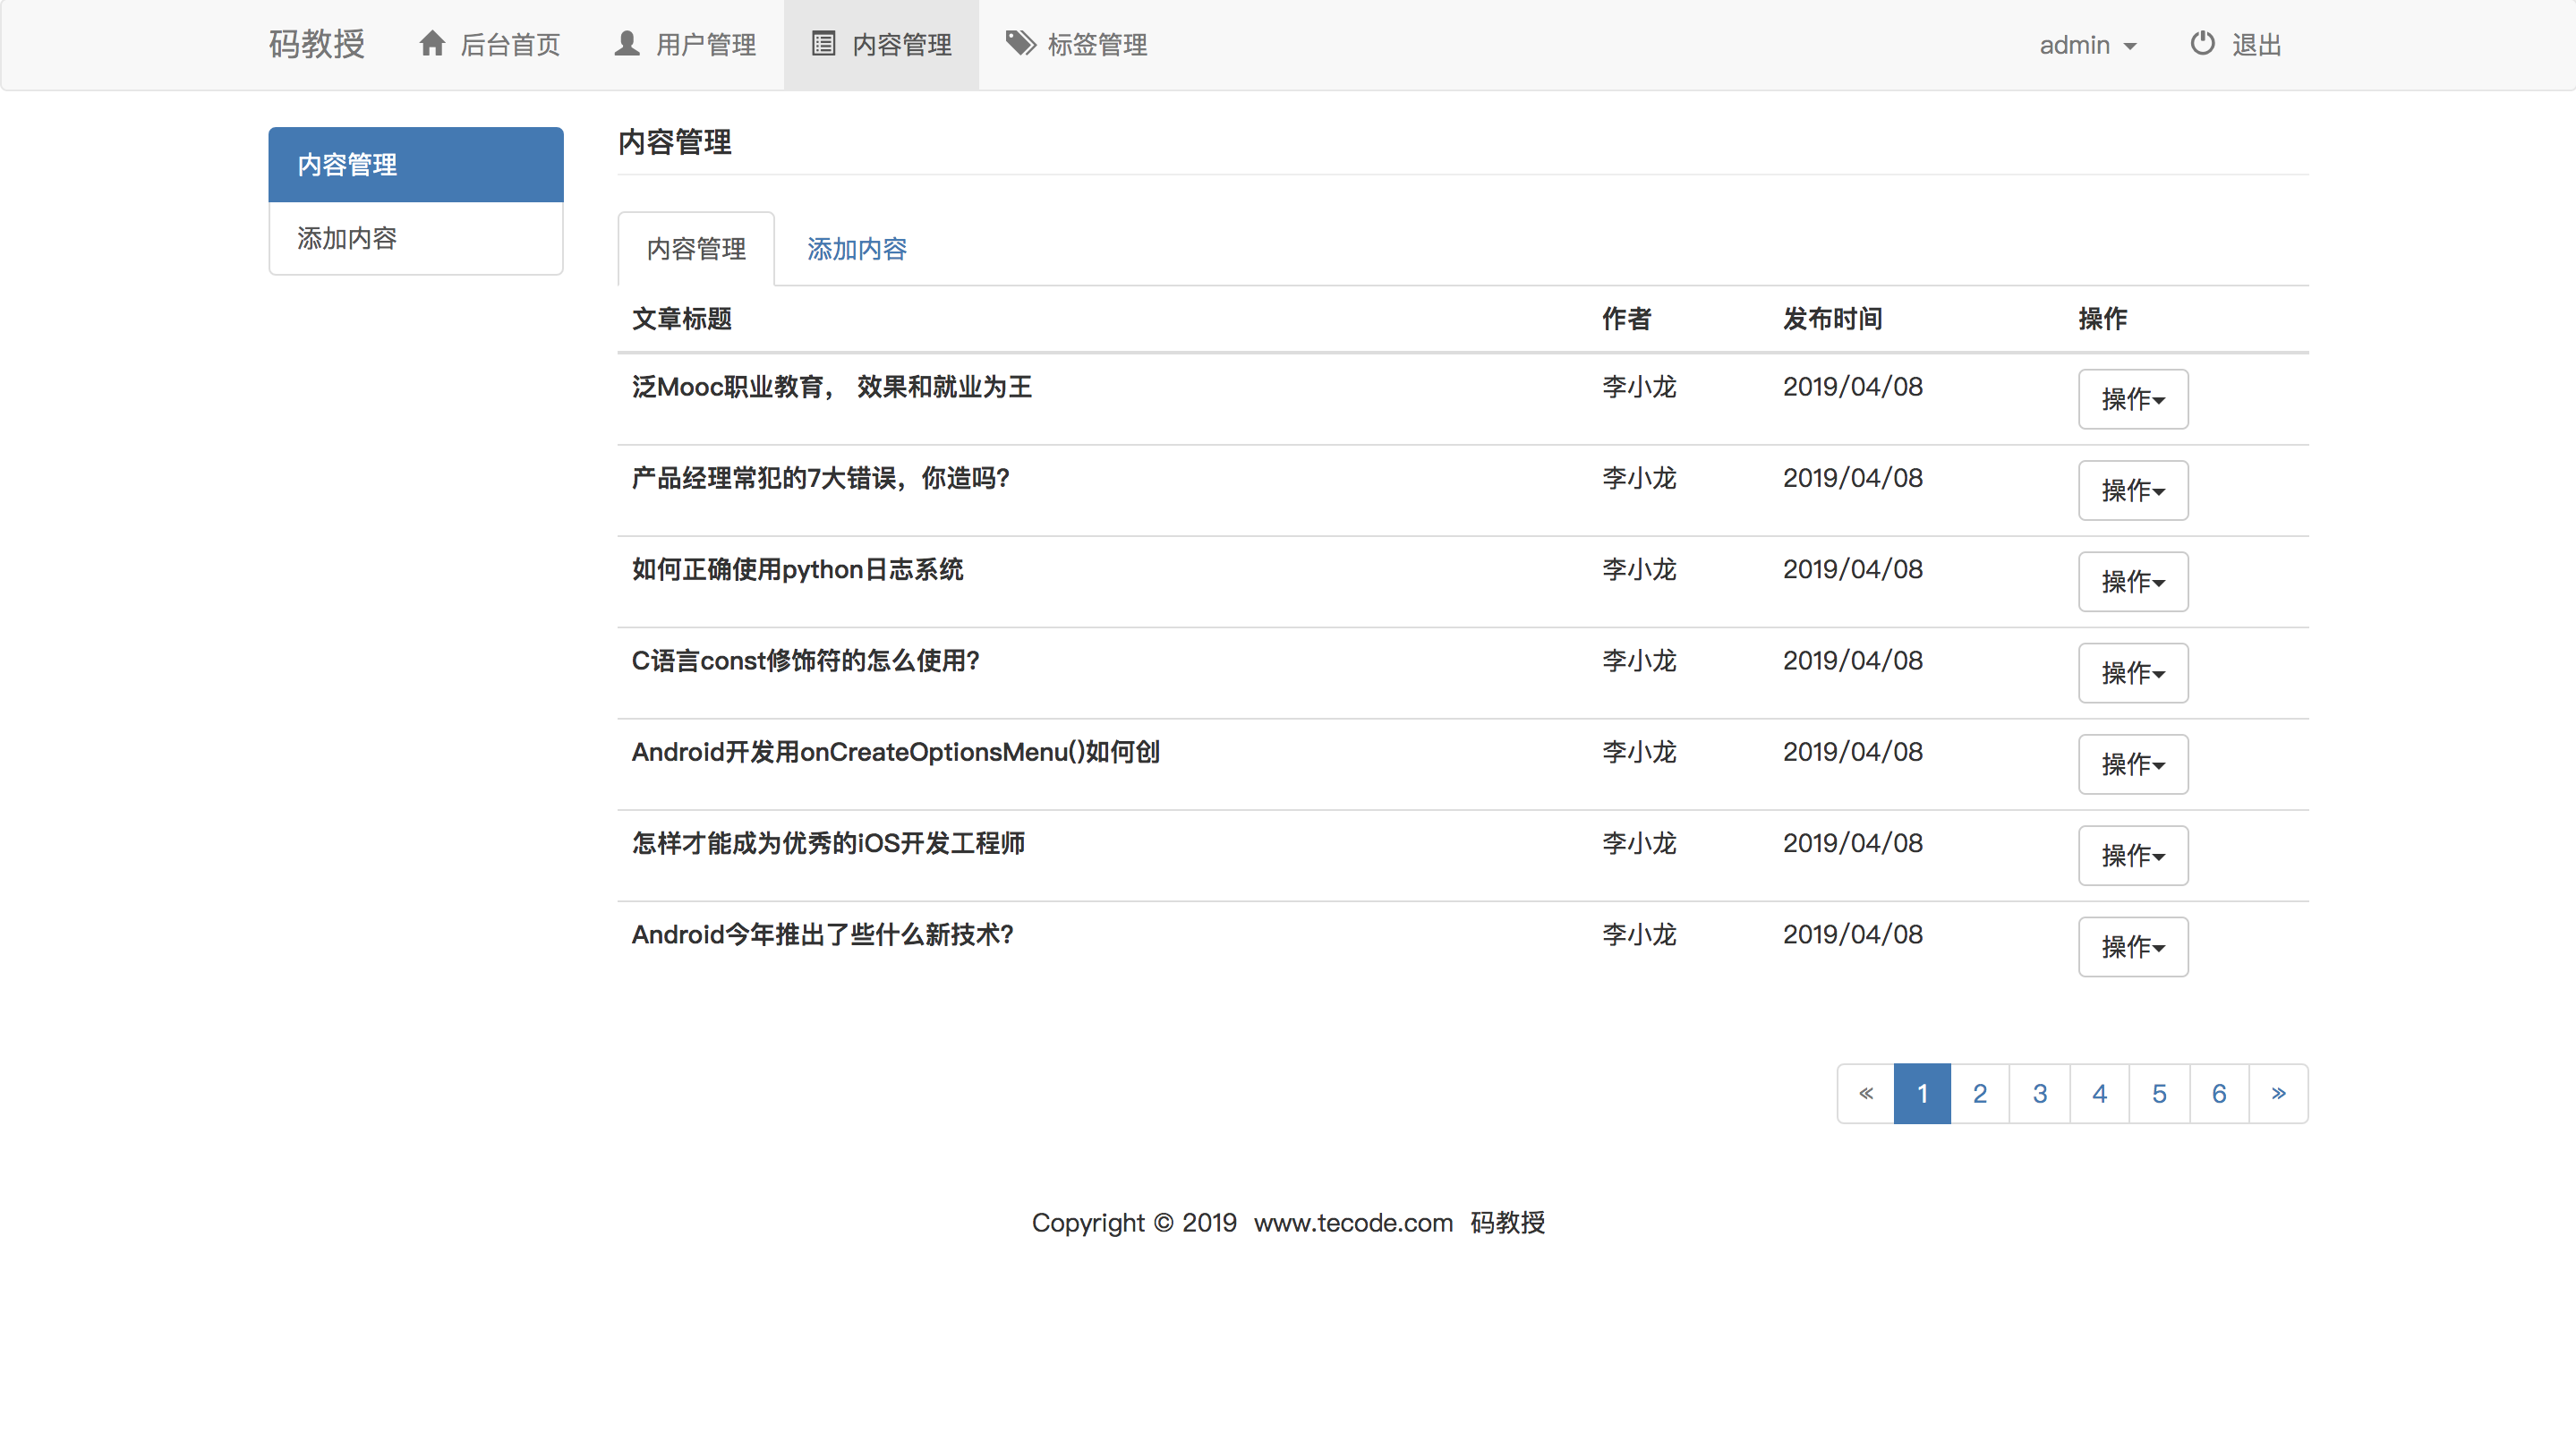 码教授 后台首页 用户管理 内容管理 标签管理 admin 退出
内容管理
添加内容
内容管理
内容管理 添加内容
文章标题 作者 发布时间 操作
泛Mooc职业教育， 效果和就业为王 李小龙 2019/04/08 操作
产品经理常犯的7大错误，你造吗? 李小龙 2019/04/08 操作
如何正确使用python日志系统 李小龙 2019/04/08 操作
C语言const修饰符的怎么使用? 李小龙 2019/04/08 操作
Android开发用onCreateOptionsMenu()如何创 李小龙 2019/04/08 操作
怎样才能成为优秀的iOS开发工程师 李小龙 2019/04/08 操作
Android今年推出了些什么新技术? 李小龙 2019/04/08 操作
« 1 2 3 4 5 6 »
Copyright © 2019 www.tecode.com 码教授